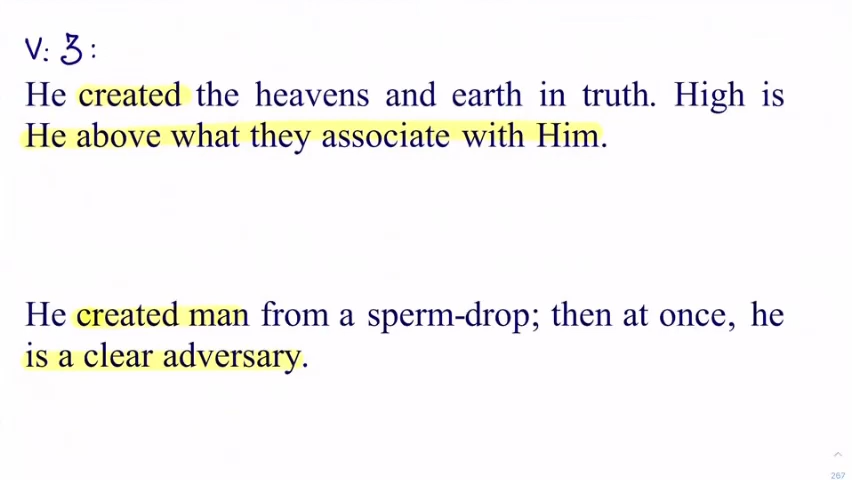 V: 3:
He created the heavens and earth in truth. High is
He above what they associate with Him.
He created man from a sperm-drop; then at once, he
is a clear adversary.
267